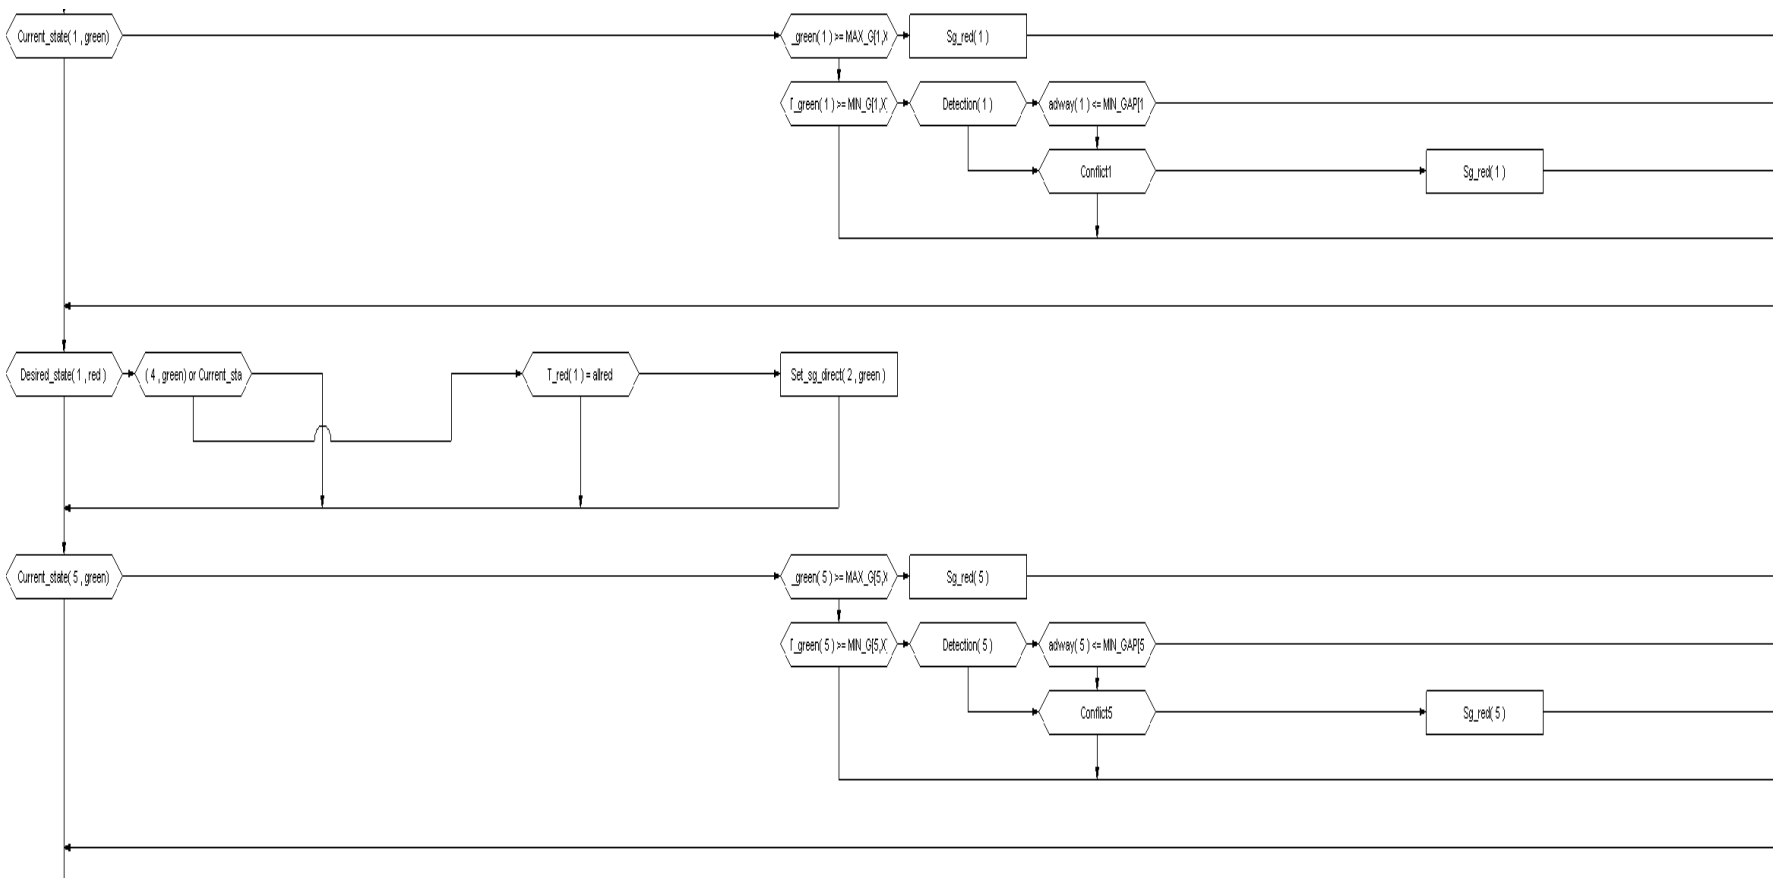 Current_state( 1 , green)
_green( 1 ) >= MAX_G[1,X
Sg_red( 1 )
T_green( 1 ) >= MIN_G[1,X]
Detection( 1 )
adway( 1 ) <= MIN_GAP[1
Conflict1
Sg_red( 1 )
Desired_state( 1 , red )
( 4 , green) or Current_sta
T_red( 1 ) = allred
Set_sg_direct( 2 , green )
Current_state( 5 , green)
_green( 5 ) >= MAX_G[5,X
Sg_red( 5 )
T_green( 5 ) >= MIN_G[5,X]
Detection( 5 )
adway( 5 ) <= MIN_GAP[5
Conflict5
Sg_red( 5 )